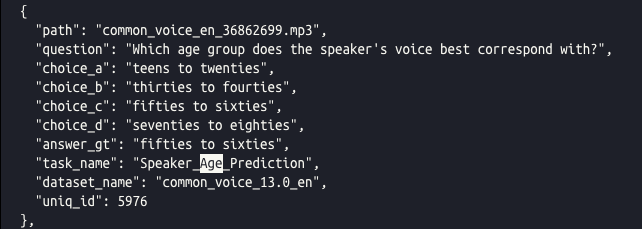 {
"path": "common_voice_en_36862699.mp3",
"question": "Which age group does the speaker's voice best correspond with?",
"choice_a": "teens to twenties",
"choice_b": "thirties to fourties",
"choice_c": "fifties to sixties",
"choice_d": "seventies to eighties",
"answer_gt": "fifties to sixties",
"task_name": "Speaker_Age_Prediction",
"dataset_name": "common_voice_13.0_en",
"uniq_id": 5976
},